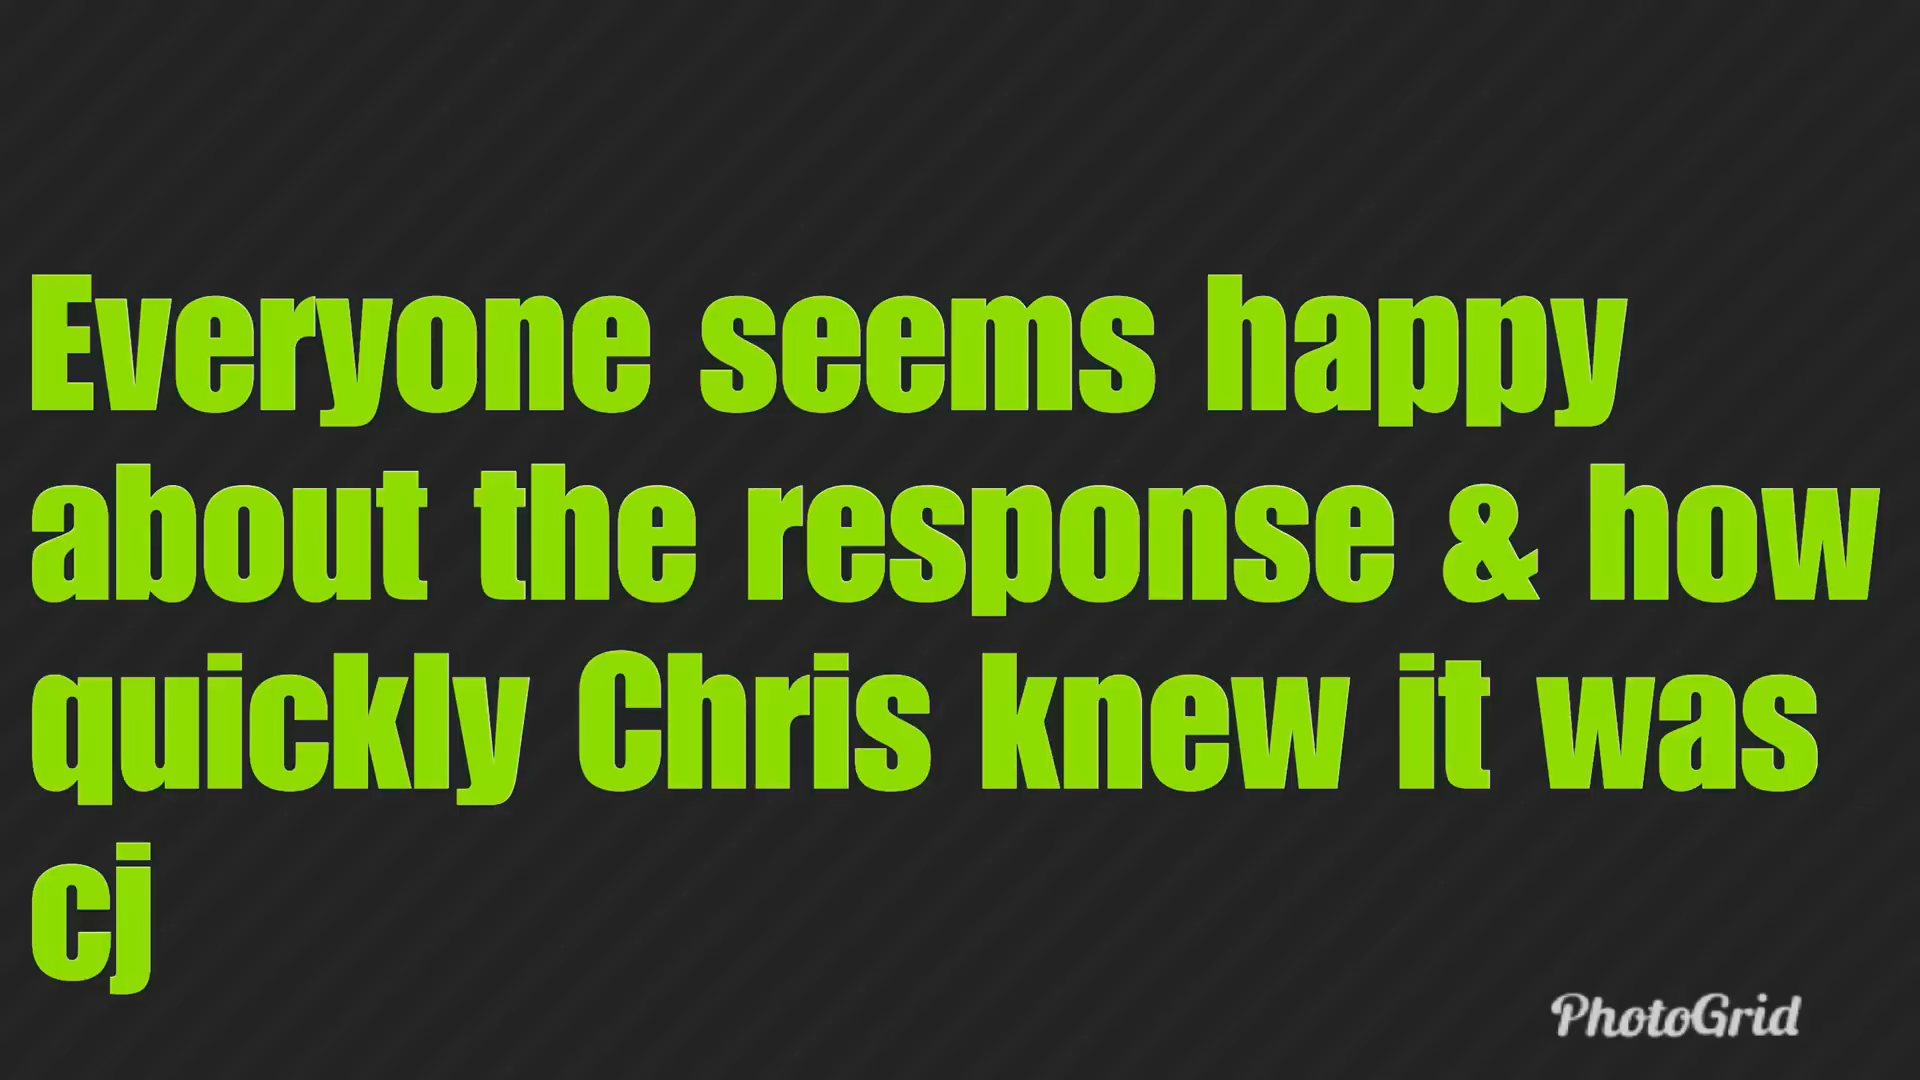 Everyone seems happy
about the response & how
quickly Chris knew it was
cj
PhotoGrid